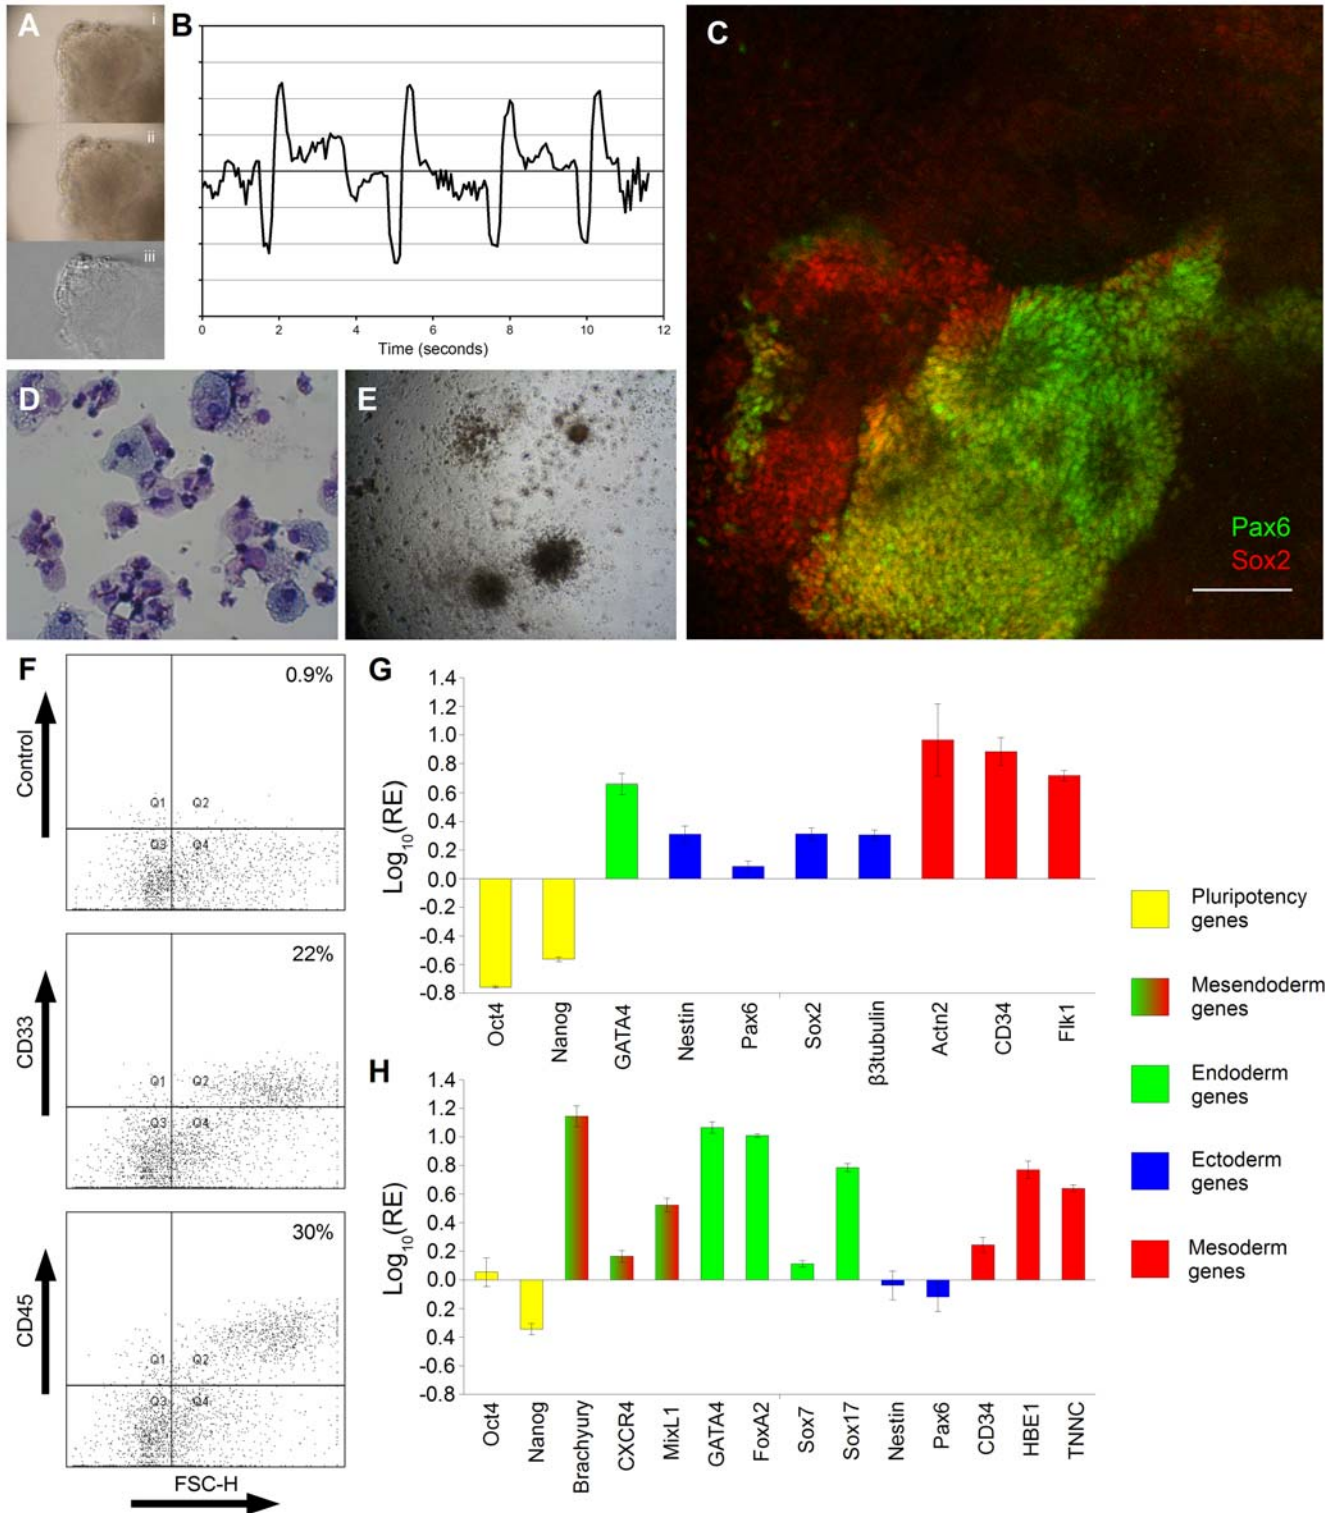 A
i
ii
iii
B
0
2
4
6
8
10
12
Time (seconds)
C
Pax6
Sox2
D
E
F
0.9%
Control
Q1
Q2
Q3
Q4
22%
CD33
Q1
Q2
Q3
Q4
30%
CD45
Q1
Q2
Q3
Q4
FSC-H
G
1.4
1.2
1.0
0.8
0.6
0.4
0.2
0.0
-0.2
-0.4
-0.6
-0.8
Log10(RE)
Oct4
Nanog
GATA4
Nestin
Pax6
Sox2
β3tubulin
Actn2
CD34
Flk1
H
1.4
1.2
1.0
0.8
0.6
0.4
0.2
0.0
0.2
0.4
-0.6
-0.8
Log10(RE)
Oct4
Nanog
Brachyury
CXCR4
MixL1
GATA4
FoxA2
Sox7
Sox17
Nestin
Pax6
CD34
HBE1
TNNC
Pluripotency
genes
Mesendoderm
genes
Endoderm
genes
Ectoderm
genes
Mesoderm
genes